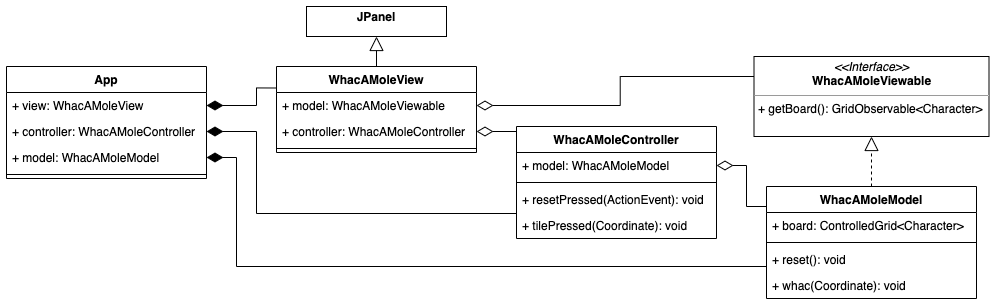 JPanel
App
+ view: WhacAMoleView
+ controller: WhacAMoleController
+ model: WhacAMoleModel
WhacAMoleView
+ model: WhacAMoleViewable
+ controller: WhacAMoleController
<<Interface>>
WhacAMoleViewable
+ getBoard(): GridObservable<Character>
WhacAMoleController
+ model: WhacAMoleModel
+ resetPressed(ActionEvent): void
+ tilePressed(Coordinate): void
WhacAMoleModel
+ board: ControlledGrid<Character>
+ reset(): void
+ whac(Coordinate): void